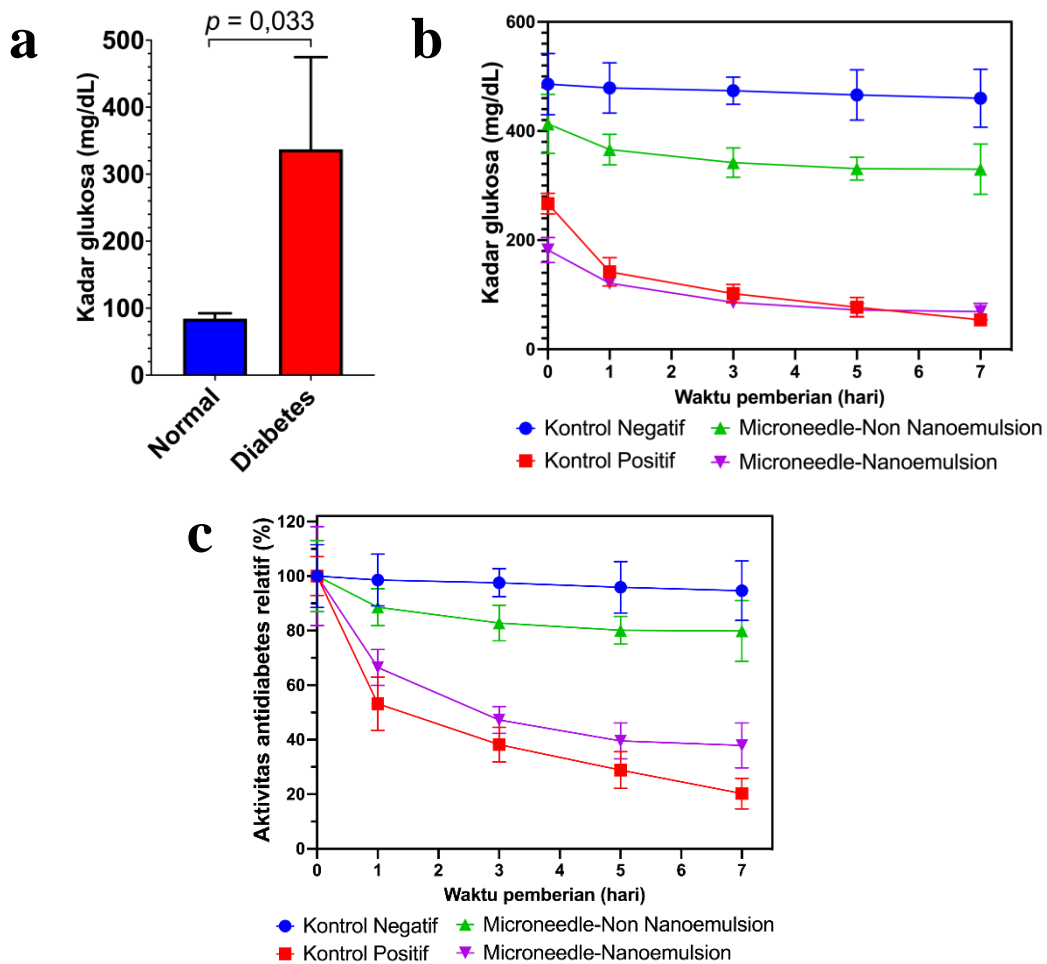 a
p = 0,033
Kadar glukosa (mg/dL)
500
400
300
200
100
0
Normal
Diabetes
b
Kadar glukosa (mg/dL)
600
400
200
0
0 1 2 3 4 5 6 7
Waktu pemberian (hari)
Kontrol Negatif
Microneedle-Non Nanoemulsion
Kontrol Positif
Microneedle-Nanoemulsion
c
Aktivitas antidiabetes relatif (%)
120
100
80
60
40
20
0
0 1 2 3 4 5 6 7
Waktu pemberian (hari)
Kontrol Negatif
Microneedle-Non Nanoemulsion
Kontrol Positif
Microneedle-Nanoemulsion